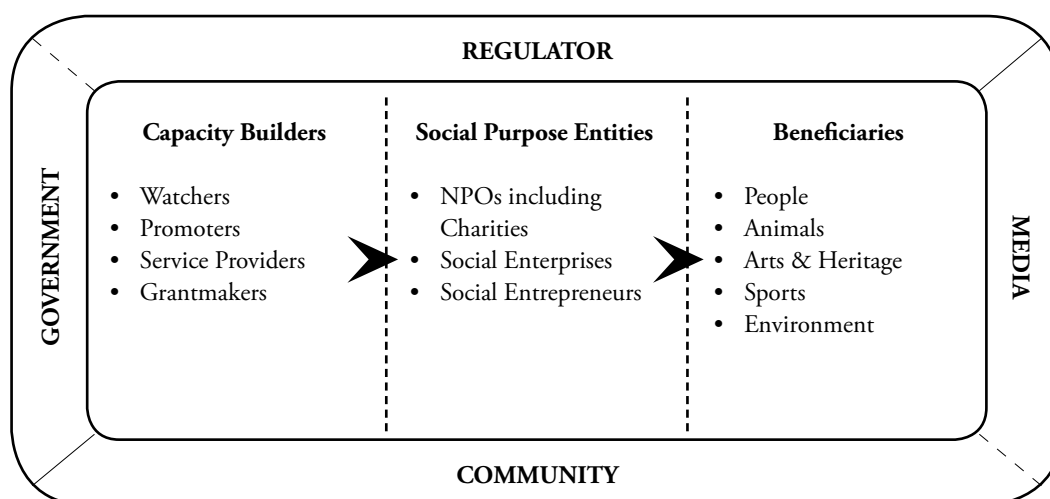 REGULATOR
GOVERNMENT
Capacity Builders
• Watchers
• Promoters
• Service Providers
• Grantmakers
Social Purpose Entities
• NPOs including
Charities
• Social Enterprises
• Social Entrepreneurs
Beneficiaries
• People
• Animals
• Arts & Heritage
• Sports
• Environment
MEDIA
COMMUNITY